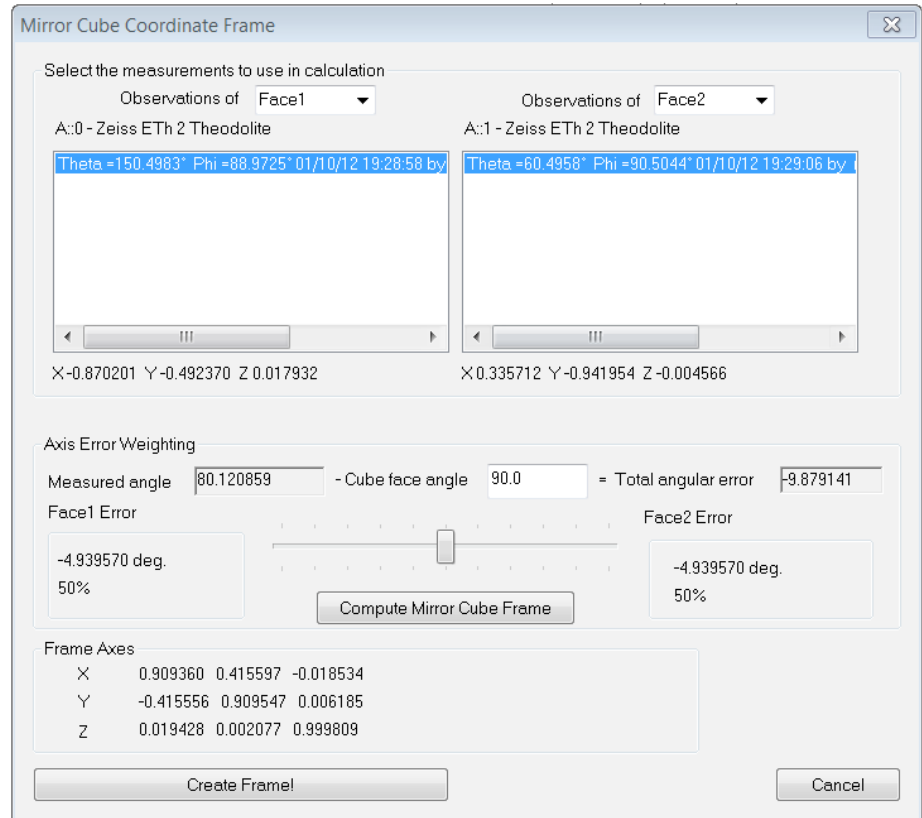 Mirror Cube Coordinate Frame
Select the measurements to use in calculation
Observations of Face1
Observations of Face2
A::0 - Zeiss ETh 2 Theodolite
A::1 - Zeiss ETh 2 Theodolite
Theta =150.4983° Phi =88.9725° 01/10/12 19:28:58 by
Theta =60.4958° Phi =90.5044° 01/10/12 19:29:06 by
X -0.870201 Y -0.492370 Z 0.017932
X 0.335712 Y -0.941954 Z -0.004566
Axis Error Weighting
Measured angle 80.120859 - Cube face angle 90.0 = Total angular error -9.879141
Face1 Error
Face2 Error
-4.939570 deg.
50%
-4.939570 deg.
50%
Compute Mirror Cube Frame
Frame Axes
X 0.909360 0.415597 -0.018534
Y -0.415556 0.909547 0.006185
Z 0.019428 0.002077 0.999809
Create Frame!
Cancel